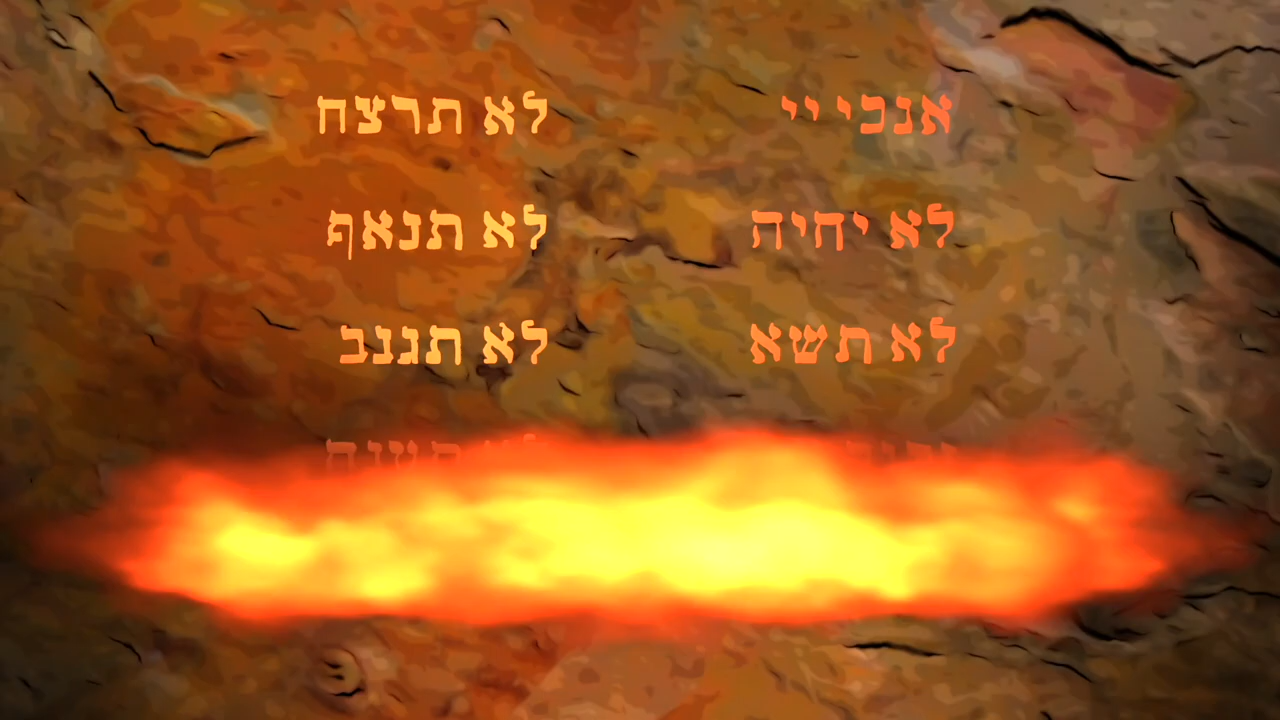 אנכי יי
לא יהיה
לא תשא
לא תרצח
לא תנאף
לא תגנב